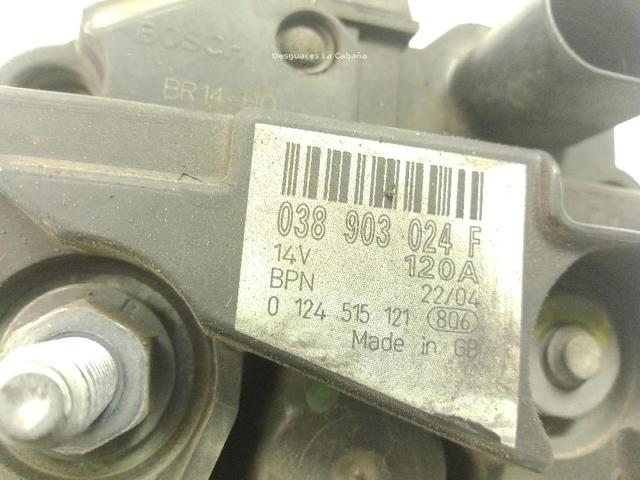 BOSCH
Desguaces La Cabaña
BR14-H0
038 903 024 F
14V 120A
BPN 22/04
0 124 515 121 806
Made in GB